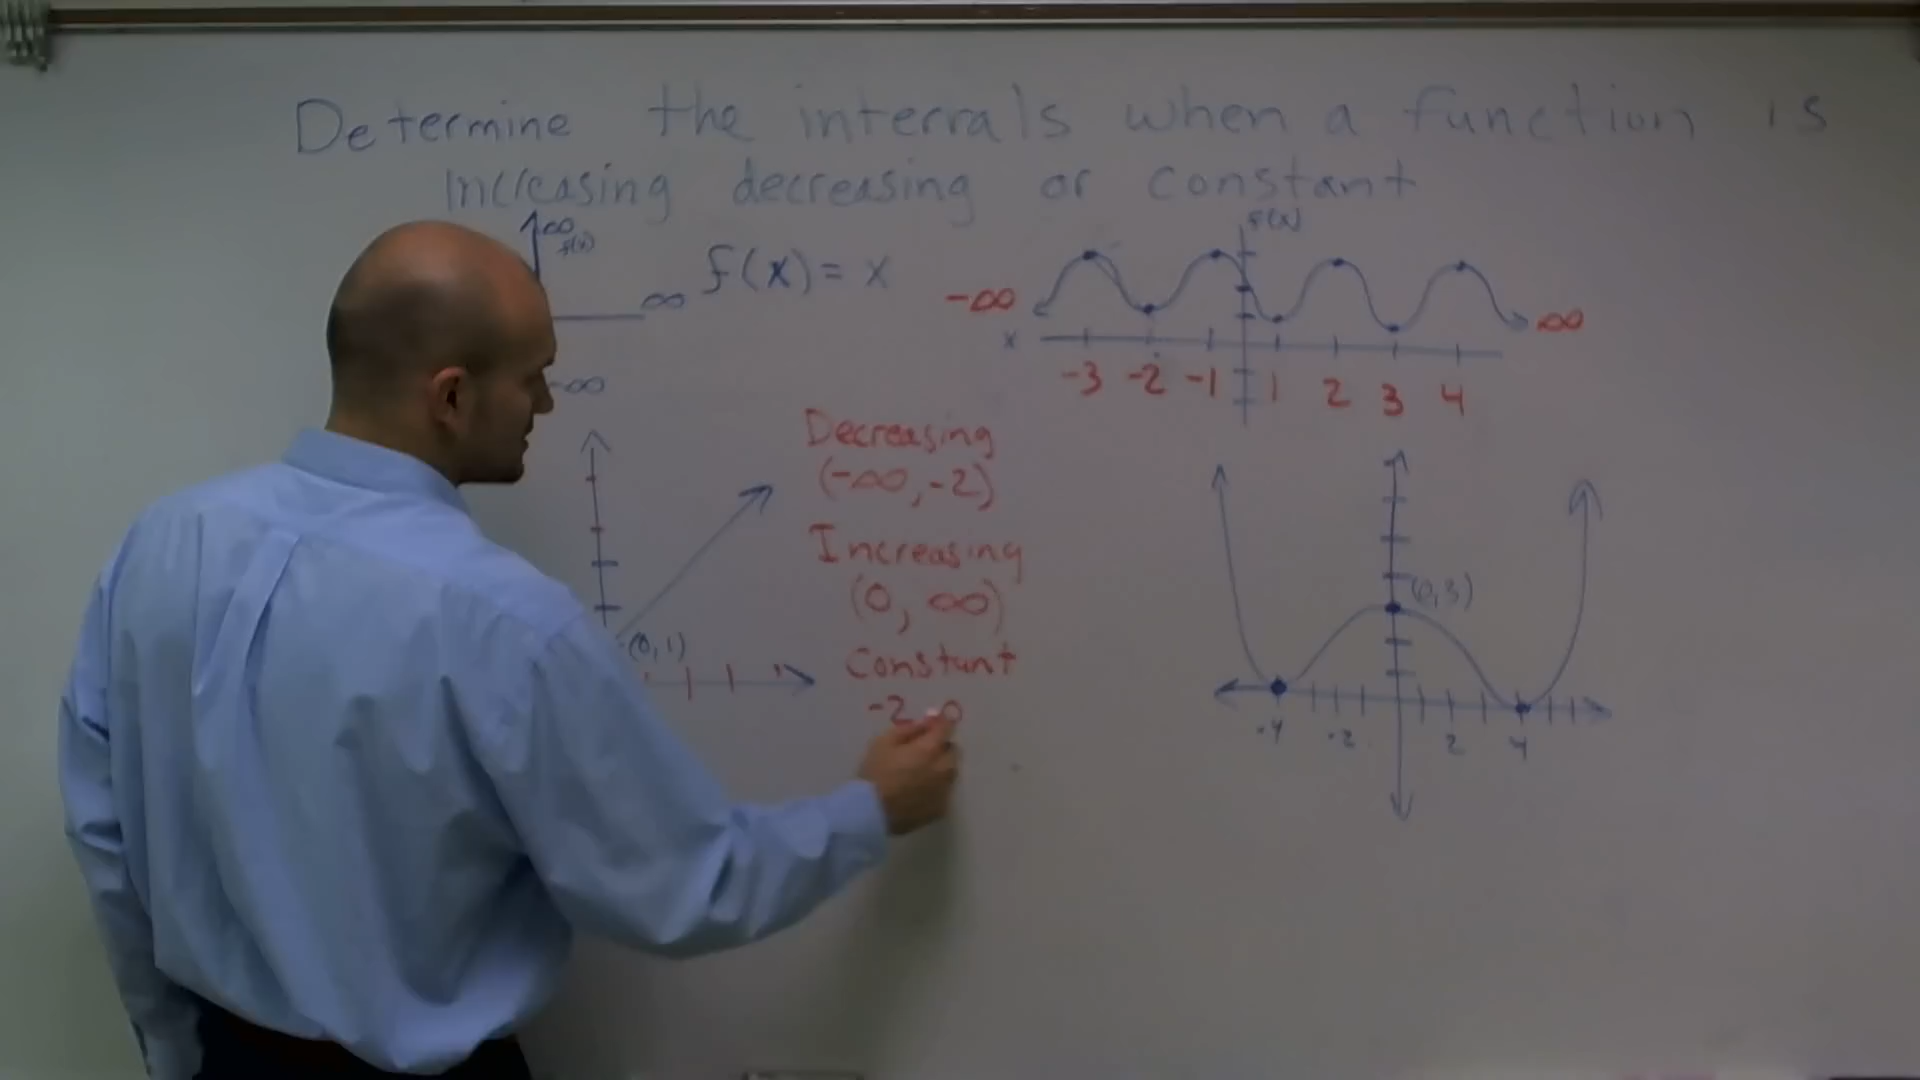 Determine the intervals when a function is
increasing decreasing or constant
∞
f(x)
∞
-∞
f(x) = x
f(x)
-∞
∞
x
-3 -2 -1 1 2 3 4
Decreasing
(-∞, -2)
Increasing
(0, ∞)
Constant
-2, 0
(0,1)
(0,3)
-4 -2 2 4